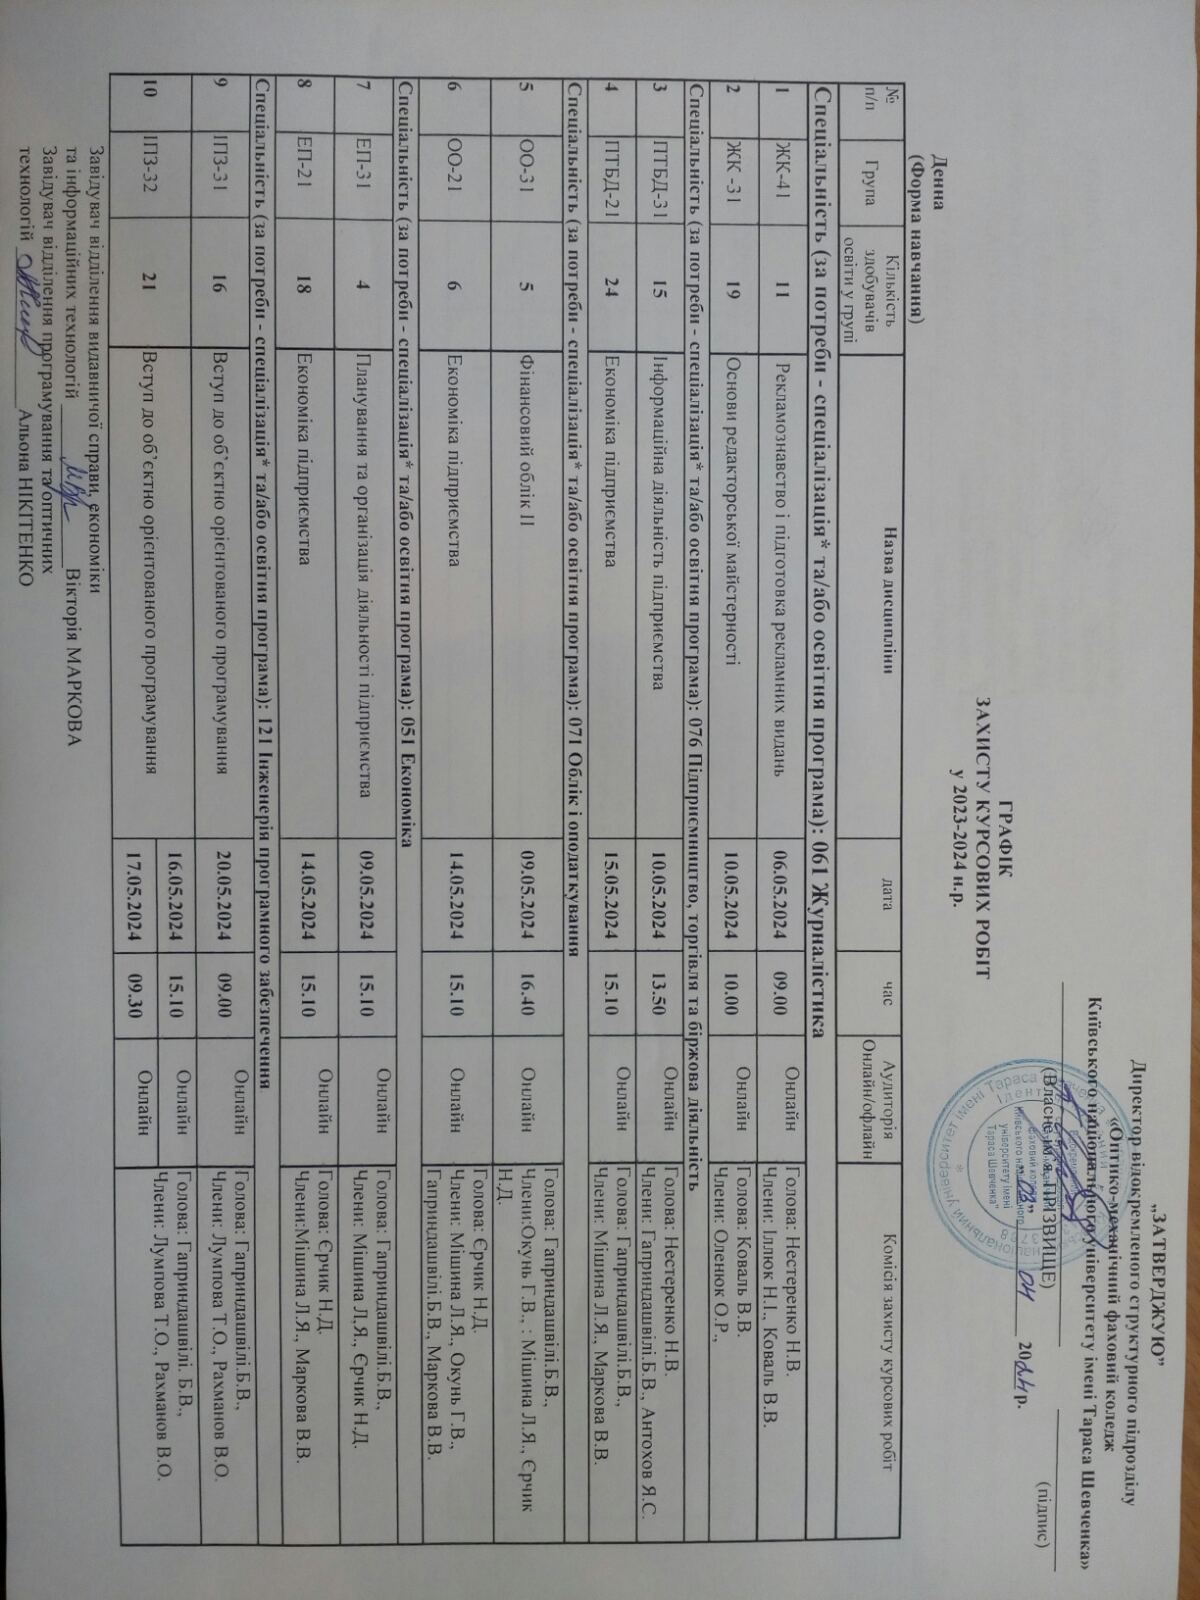 „ЗАТВЕРДЖУЮ”
Директор відокремленого структурного підрозділу
«Оптико-механічний фаховий коледж
Київського національного університету імені Тараса Шевченка»
(підпис)
(Власне ім'я, ПРІЗВИЩЕ)
„03” 04 2024 р.
ГРАФІК
ЗАХИСТУ КУРСОВИХ РОБІТ
у 2023-2024 н.р.
Денна
(Форма навчання)
№ п/п Група Кількість здобувачів освіти у групі Назва дисципліни дата час Аудиторія Онлайн/офлайн Комісія захисту курсових робіт
Спеціальність (за потреби - спеціалізація* та/або освітня програма): 061 Журналістика
1 ЖК-41 11 Рекламознавство і підготовка рекламних видань 06.05.2024 09.00 Онлайн Голова: Нестеренко Н.В.
Члени: Іллюк Н.І., Коваль В.В.
2 ЖК -31 19 Основи редакторської майстерності 10.05.2024 10.00 Онлайн Голова: Коваль В.В.
Члени: Оленюк О.Р.,
Спеціальність (за потреби - спеціалізація* та/або освітня програма): 076 Підприємництво, торгівля та біржова діяльність
3 ПТБД-31 15 Інформаційна діяльність підприємства 10.05.2024 13.50 Онлайн Голова: Нестеренко Н.В.
Члени: Гаприндашвілі.Б.В., Антохов Я.С.
4 ПТБД-21 24 Економіка підприємства 15.05.2024 15.10 Онлайн Голова: Гаприндашвілі.Б.В.,
Члени: Мішина Л.Я., Маркова В.В.
Спеціальність (за потреби - спеціалізація* та/або освітня програма): 071 Облік і оподаткування
5 ОО-31 5 Фінансовий облік ІІ 09.05.2024 16.40 Онлайн Голова: Гаприндашвілі.Б.В.,
Члени:Окунь Г.В., : Мішина Л.Я., Єрчик
Н.Д.
6 ОО-21 6 Економіка підприємства 14.05.2024 15.10 Онлайн Голова: Єрчик Н.Д.
Члени: Мішина Л.Я., Окунь Г.В.,
Гаприндашвілі.Б.В., Маркова В.В.
Спеціальність (за потреби - спеціалізація* та/або освітня програма): 051 Економіка
7 ЕП-31 4 Планування та організація діяльності підприємства 09.05.2024 15.10 Онлайн Голова: Гаприндашвілі.Б.В.,
Члени: Мішина Л.Я., Єрчик Н.Д.
8 ЕП-21 18 Економіка підприємства 14.05.2024 15.10 Онлайн Голова: Єрчик Н.Д.
Члени:Мішина Л.Я., Маркова В.В.
Спеціальність (за потреби - спеціалізація* та/або освітня програма): 121 Інженерія програмного забезпечення
9 ІПЗ-31 16 Вступ до об’єктно орієнтованого програмування 20.05.2024 09.00 Онлайн Голова: Гаприндашвілі.Б.В.,
Члени: Лумпова Т.О., Рахманов В.О.
10 ІПЗ-32 21 Вступ до об’єктно орієнтованого програмування 16.05.2024 15.10 Онлайн Голова: Гаприндашвілі. Б.В.,
17.05.2024 09.30 Онлайн Члени: Лумпова Т.О., Рахманов В.О.
Завідувач відділення видавничої справи, економіки
та інформаційних технологій Вікторія МАРКОВА
Завідувач відділення програмування та оптичних
технологій Альона НІКІТЕНКО